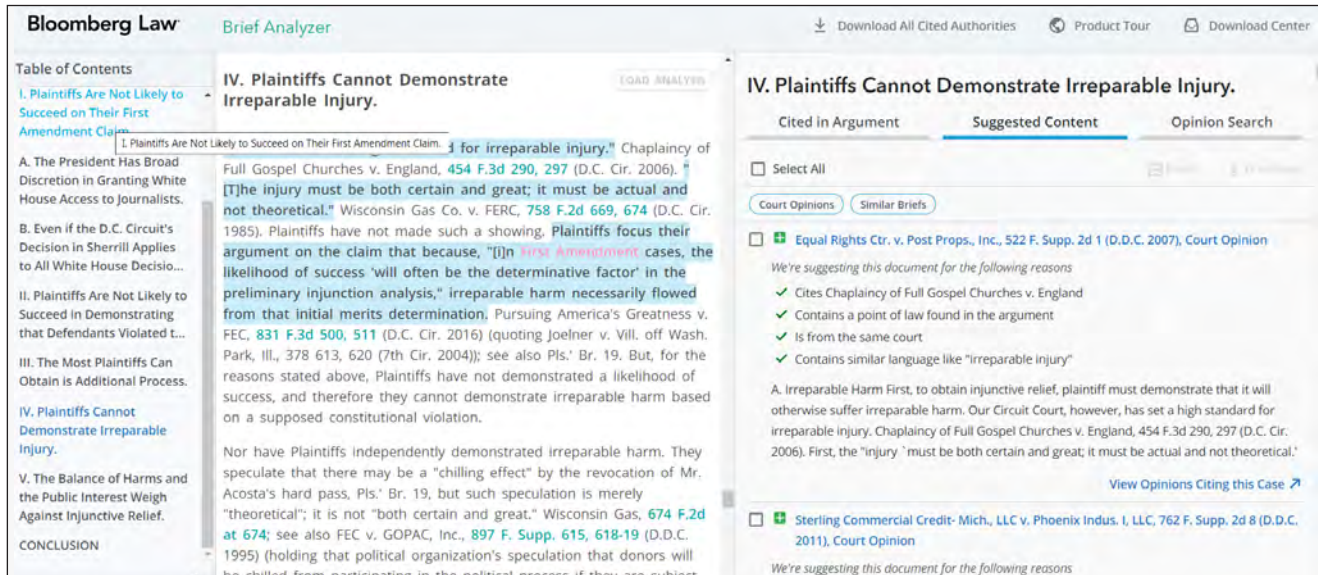 Bloomberg Law
Brief Analyzer
Download All Cited Authorities
Product Tour
Download Center
Table of Contents
I. Plaintiffs Are Not Likely to
Succeed on Their First
Amendment Claim
I. Plaintiffs Are Not Likely to Succeed on Their First Amendment Claim.
A. The President Has Broad
Discretion in Granting White
House Access to Journalists.
B. Even if the D.C. Circuit's
Decision in Sherrill Applies
to All White House Decisio...
II. Plaintiffs Are Not Likely to
Succeed in Demonstrating
that Defendants Violated t...
III. The Most Plaintiffs Can
Obtain is Additional Process.
IV. Plaintiffs Cannot
Demonstrate Irreparable
Injury.
V. The Balance of Harms and
the Public Interest Weigh
Against Injunctive Relief.
CONCLUSION
IV. Plaintiffs Cannot Demonstrate
Irreparable Injury.
LOAD ANALYSIS
for irreparable injury." Chaplaincy of
Full Gospel Churches v. England, 454 F.3d 290, 297 (D.C. Cir. 2006). "
[T]he injury must be both certain and great; it must be actual and
not theoretical." Wisconsin Gas Co. v. FERC, 758 F.2d 669, 674 (D.C. Cir.
1985). Plaintiffs have not made such a showing. Plaintiffs focus their
argument on the claim that because, "[i]n First Amendment cases, the
likelihood of success 'will often be the determinative factor' in the
preliminary injunction analysis," irreparable harm necessarily flowed
from that initial merits determination. Pursuing America's Greatness v.
FEC, 831 F.3d 500, 511 (D.C. Cir. 2016) (quoting Joelner v. Vill. off Wash.
Park, Ill., 378 613, 620 (7th Cir. 2004)); see also Pls.' Br. 19. But, for the
reasons stated above, Plaintiffs have not demonstrated a likelihood of
success, and therefore they cannot demonstrate irreparable harm based
on a supposed constitutional violation.
Nor have Plaintiffs independently demonstrated irreparable harm. They
speculate that there may be a "chilling effect" by the revocation of Mr.
Acosta's hard pass, Pls.' Br. 19, but such speculation is merely
"theoretical"; it is not "both certain and great." Wisconsin Gas, 674 F.2d
at 674; see also FEC v. GOPAC, Inc., 897 F. Supp. 615, 618-19 (D.D.C.
1995) (holding that political organization's speculation that donors will
be chilled from participating in the political process if they are subject
IV. Plaintiffs Cannot Demonstrate Irreparable Injury.
Cited in Argument
Suggested Content
Opinion Search
Select All
Court Opinions
Similar Briefs
Equal Rights Ctr. v. Post Props., Inc., 522 F. Supp. 2d 1 (D.D.C. 2007), Court Opinion
We're suggesting this document for the following reasons
Cites Chaplaincy of Full Gospel Churches v. England
Contains a point of law found in the argument
Is from the same court
Contains similar language like "irreparable injury"
A. Irreparable Harm First, to obtain injunctive relief, plaintiff must demonstrate that it will
otherwise suffer irreparable harm. Our Circuit Court, however, has set a high standard for
irreparable injury. Chaplaincy of Full Gospel Churches v. England, 454 F.3d 290, 297 (D.C. Cir.
2006). First, the "injury `must be both certain and great; it must be actual and not theoretical.'
View Opinions Citing this Case
Sterling Commercial Credit- Mich., LLC v. Phoenix Indus. I, LLC, 762 F. Supp. 2d 8 (D.D.C.
2011), Court Opinion
We're suggesting this document for the following reasons